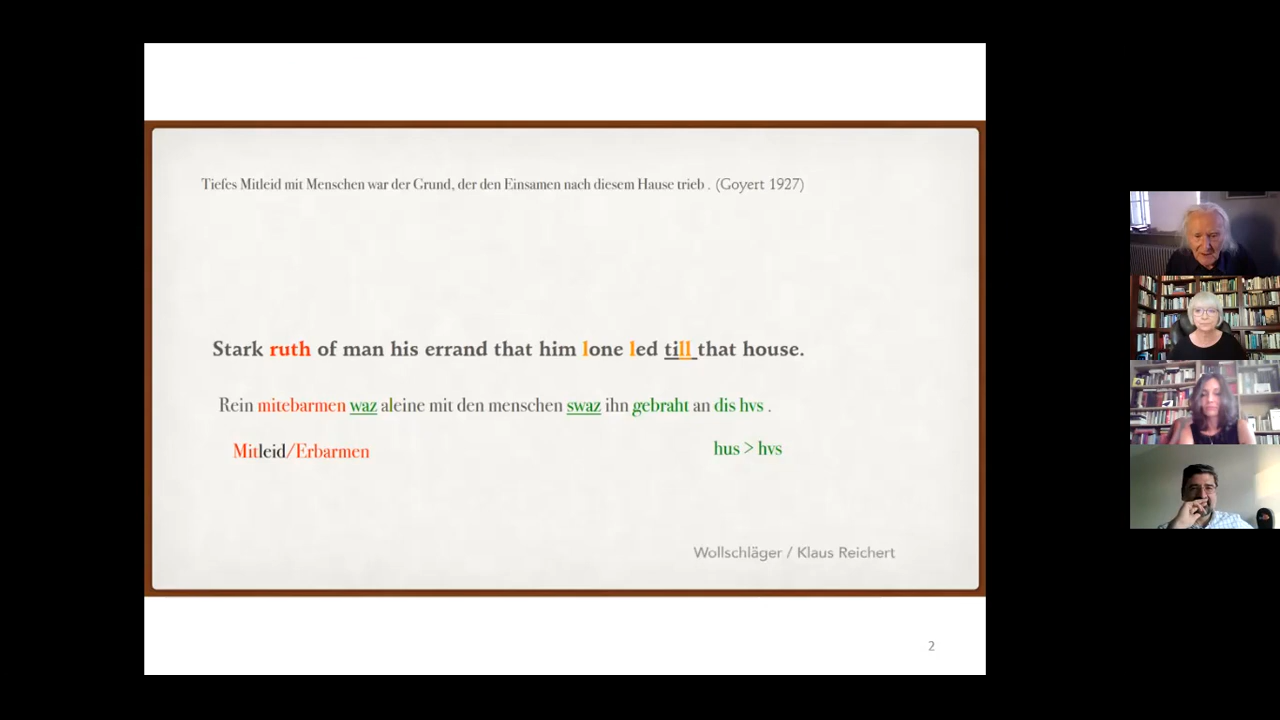 Tiefes Mitleid mit Menschen war der Grund, der den Einsamen nach diesem Hause trieb . (Goyert 1927)
Stark ruth of man his errand that him lone led till that house.
Rein mitebarmen waz aleine mit den menschen swaz ihn gebraht an dis hvs .
Mitleid/Erbarmen
hus > hvs
Wollschläger / Klaus Reichert
2